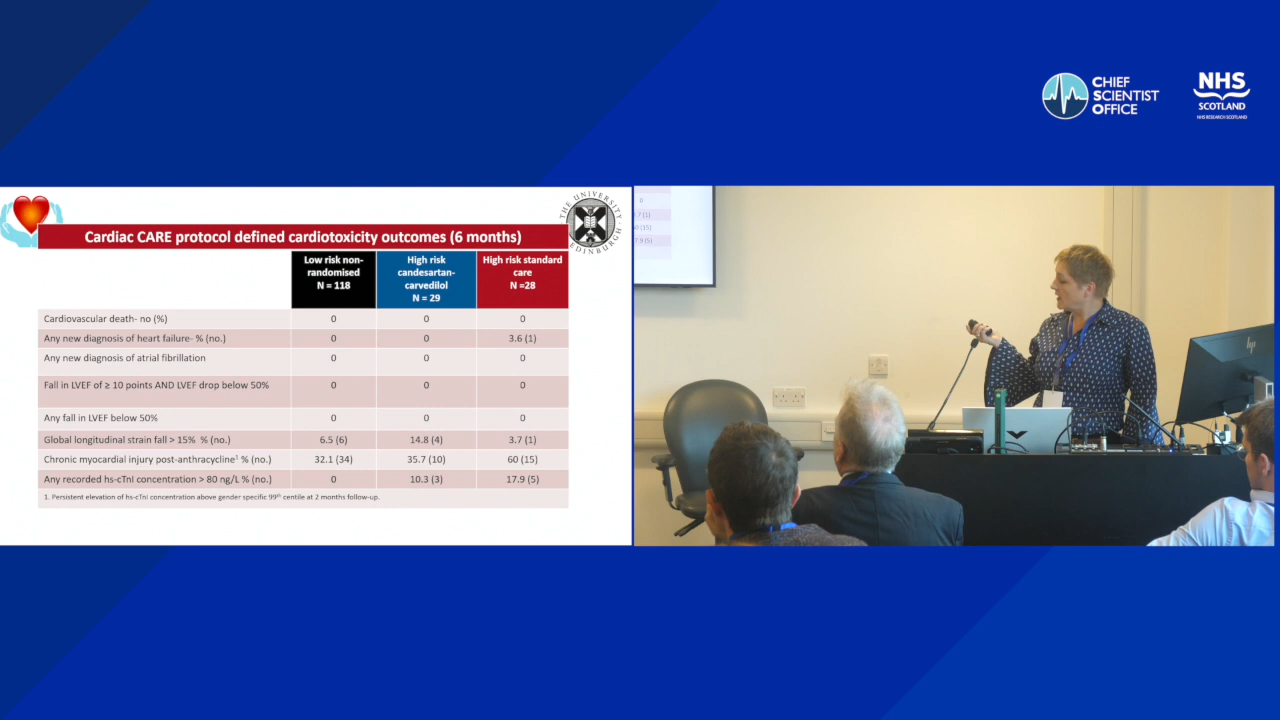 CHIEF
SCIENTIST
OFFICE
NHS
SCOTLAND
NHS RESEARCH SCOTLAND
THE UNIVERSITY
EDINBURGH
Cardiac CARE protocol defined cardiotoxicity outcomes (6 months)
Low risk non-
randomised
N = 118
High risk
candesartan-
carvedilol
N = 29
High risk standard
care
N =28
Cardiovascular death- no (%) 0 0 0
Any new diagnosis of heart failure- % (no.) 0 0 3.6 (1)
Any new diagnosis of atrial fibrillation 0 0 0
Fall in LVEF of ≥ 10 points AND LVEF drop below 50% 0 0 0
Any fall in LVEF below 50% 0 0 0
Global longitudinal strain fall > 15% % (no.) 6.5 (6) 14.8 (4) 3.7 (1)
Chronic myocardial injury post-anthracycline¹ % (no.) 32.1 (34) 35.7 (10) 60 (15)
Any recorded hs-cTnI concentration > 80 ng/L % (no.) 0 10.3 (3) 17.9 (5)
1. Persistent elevation of hs-cTnI concentration above gender specific 99th centile at 2 months follow-up.
hp